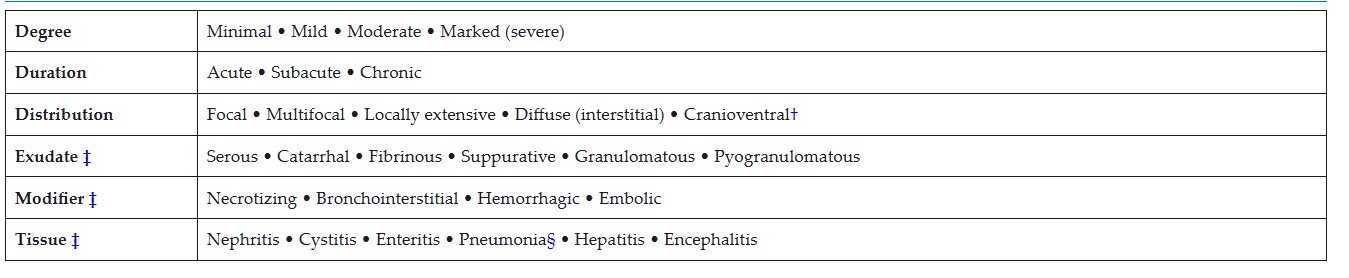 Degree Minimal • Mild • Moderate • Marked (severe)
Duration Acute • Subacute • Chronic
Distribution Focal • Multifocal • Locally extensive • Diffuse (interstitial) • Cranioventral†
Exudate ‡ Serous • Catarrhal • Fibrinous • Suppurative • Granulomatous • Pyogranulomatous
Modifier ‡ Necrotizing • Bronchointerstitial • Hemorrhagic • Embolic
Tissue ‡ Nephritis • Cystitis • Enteritis • Pneumonia§ • Hepatitis • Encephalitis